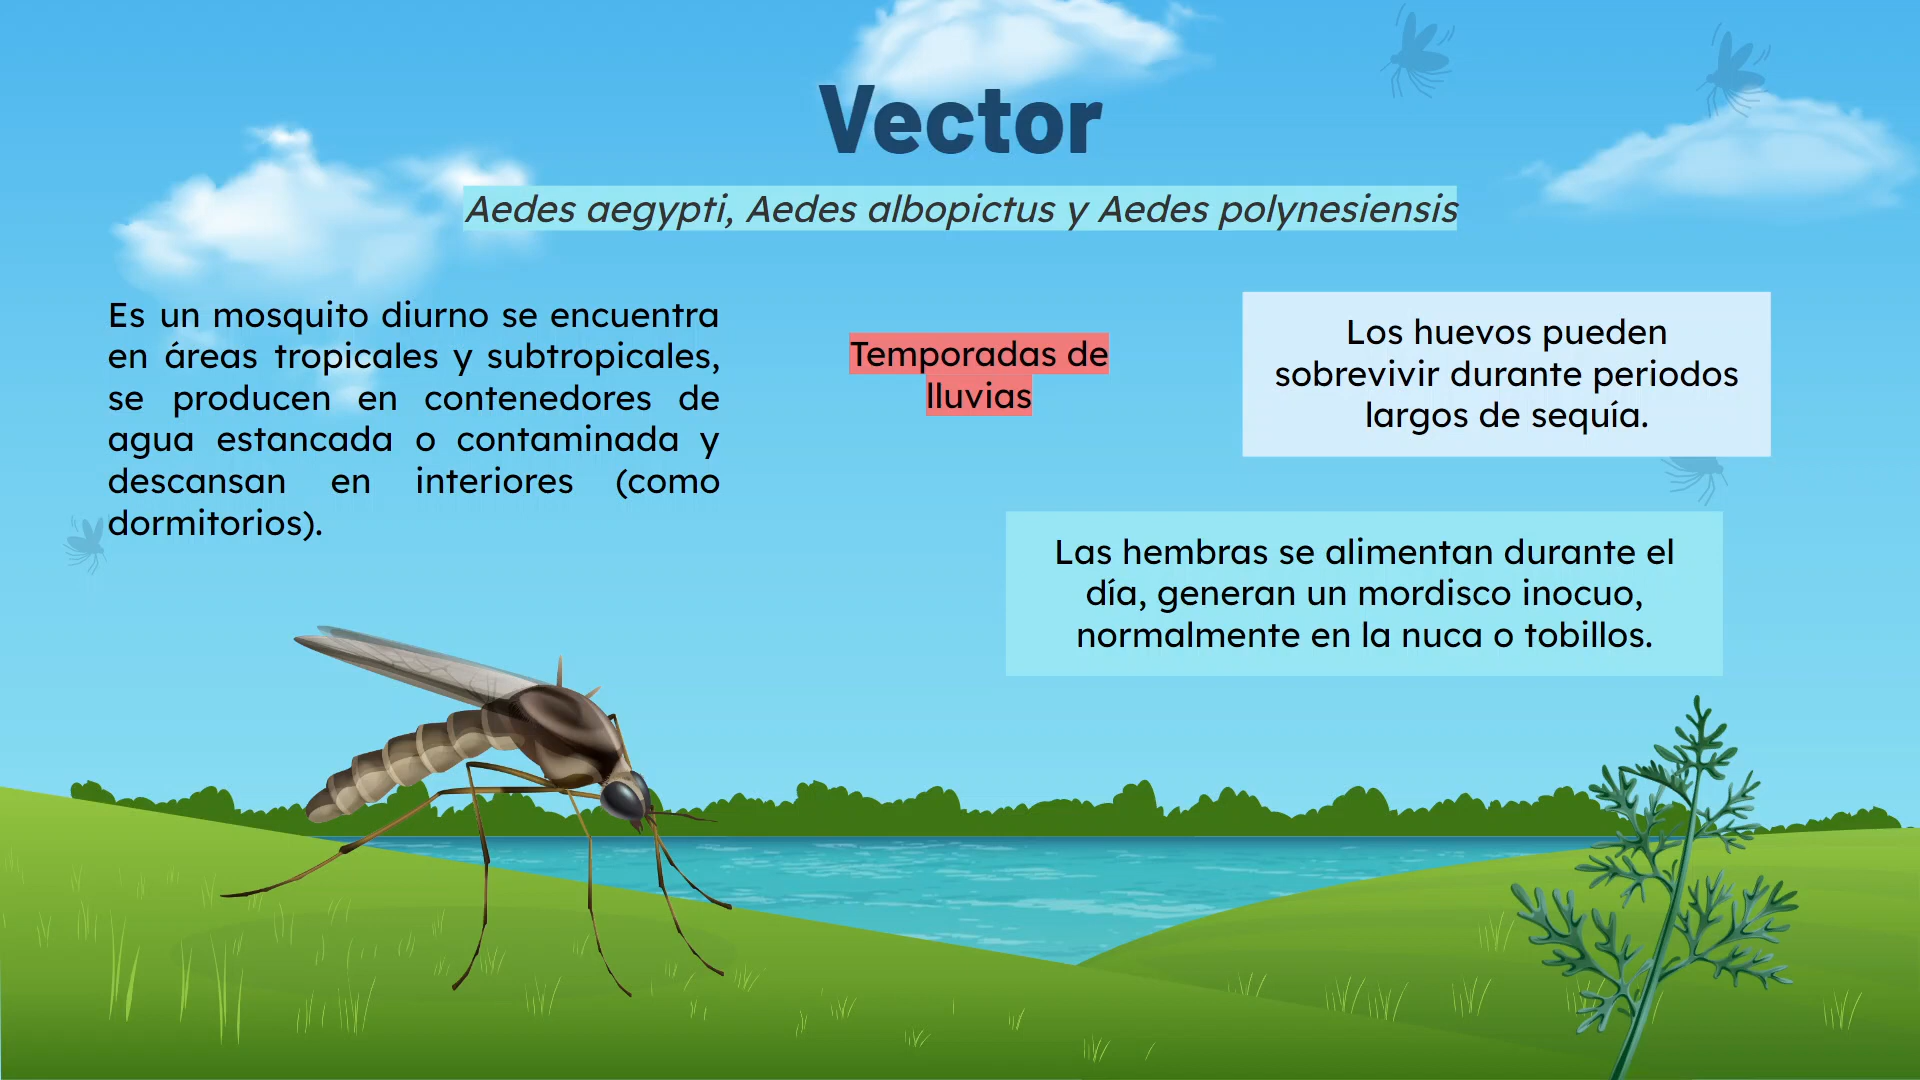 Vector
Aedes aegypti, Aedes albopictus y Aedes polynesiensis
Es un mosquito diurno se encuentra
en áreas tropicales y subtropicales,
se producen en contenedores de
agua estancada o contaminada y
descansan en interiores (como
dormitorios).
Temporadas de
lluvias
Los huevos pueden
sobrevivir durante periodos
largos de sequía.
Las hembras se alimentan durante el
día, generan un mordisco inocuo,
normalmente en la nuca o tobillos.